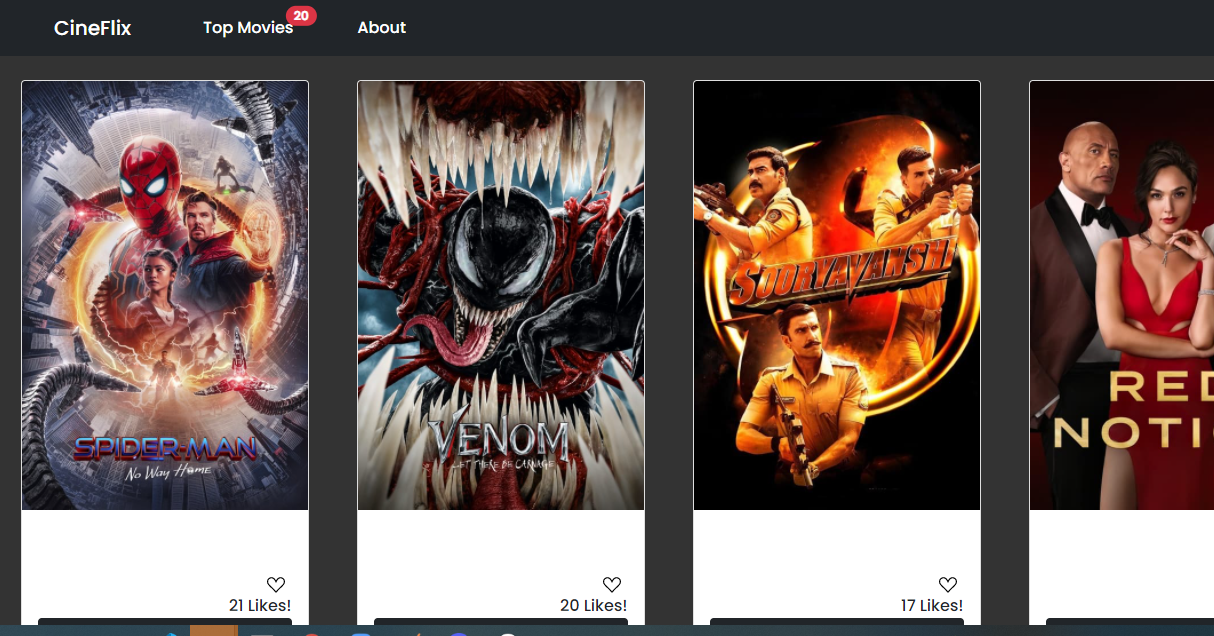 CineFlix
Top Movies
20
About
SPIDER-MAN
No Way Home
VENOM
LET THERE BE CARNAGE
SOORYAVANSHI
RED
NOTI
21 Likes!
20 Likes!
17 Likes!